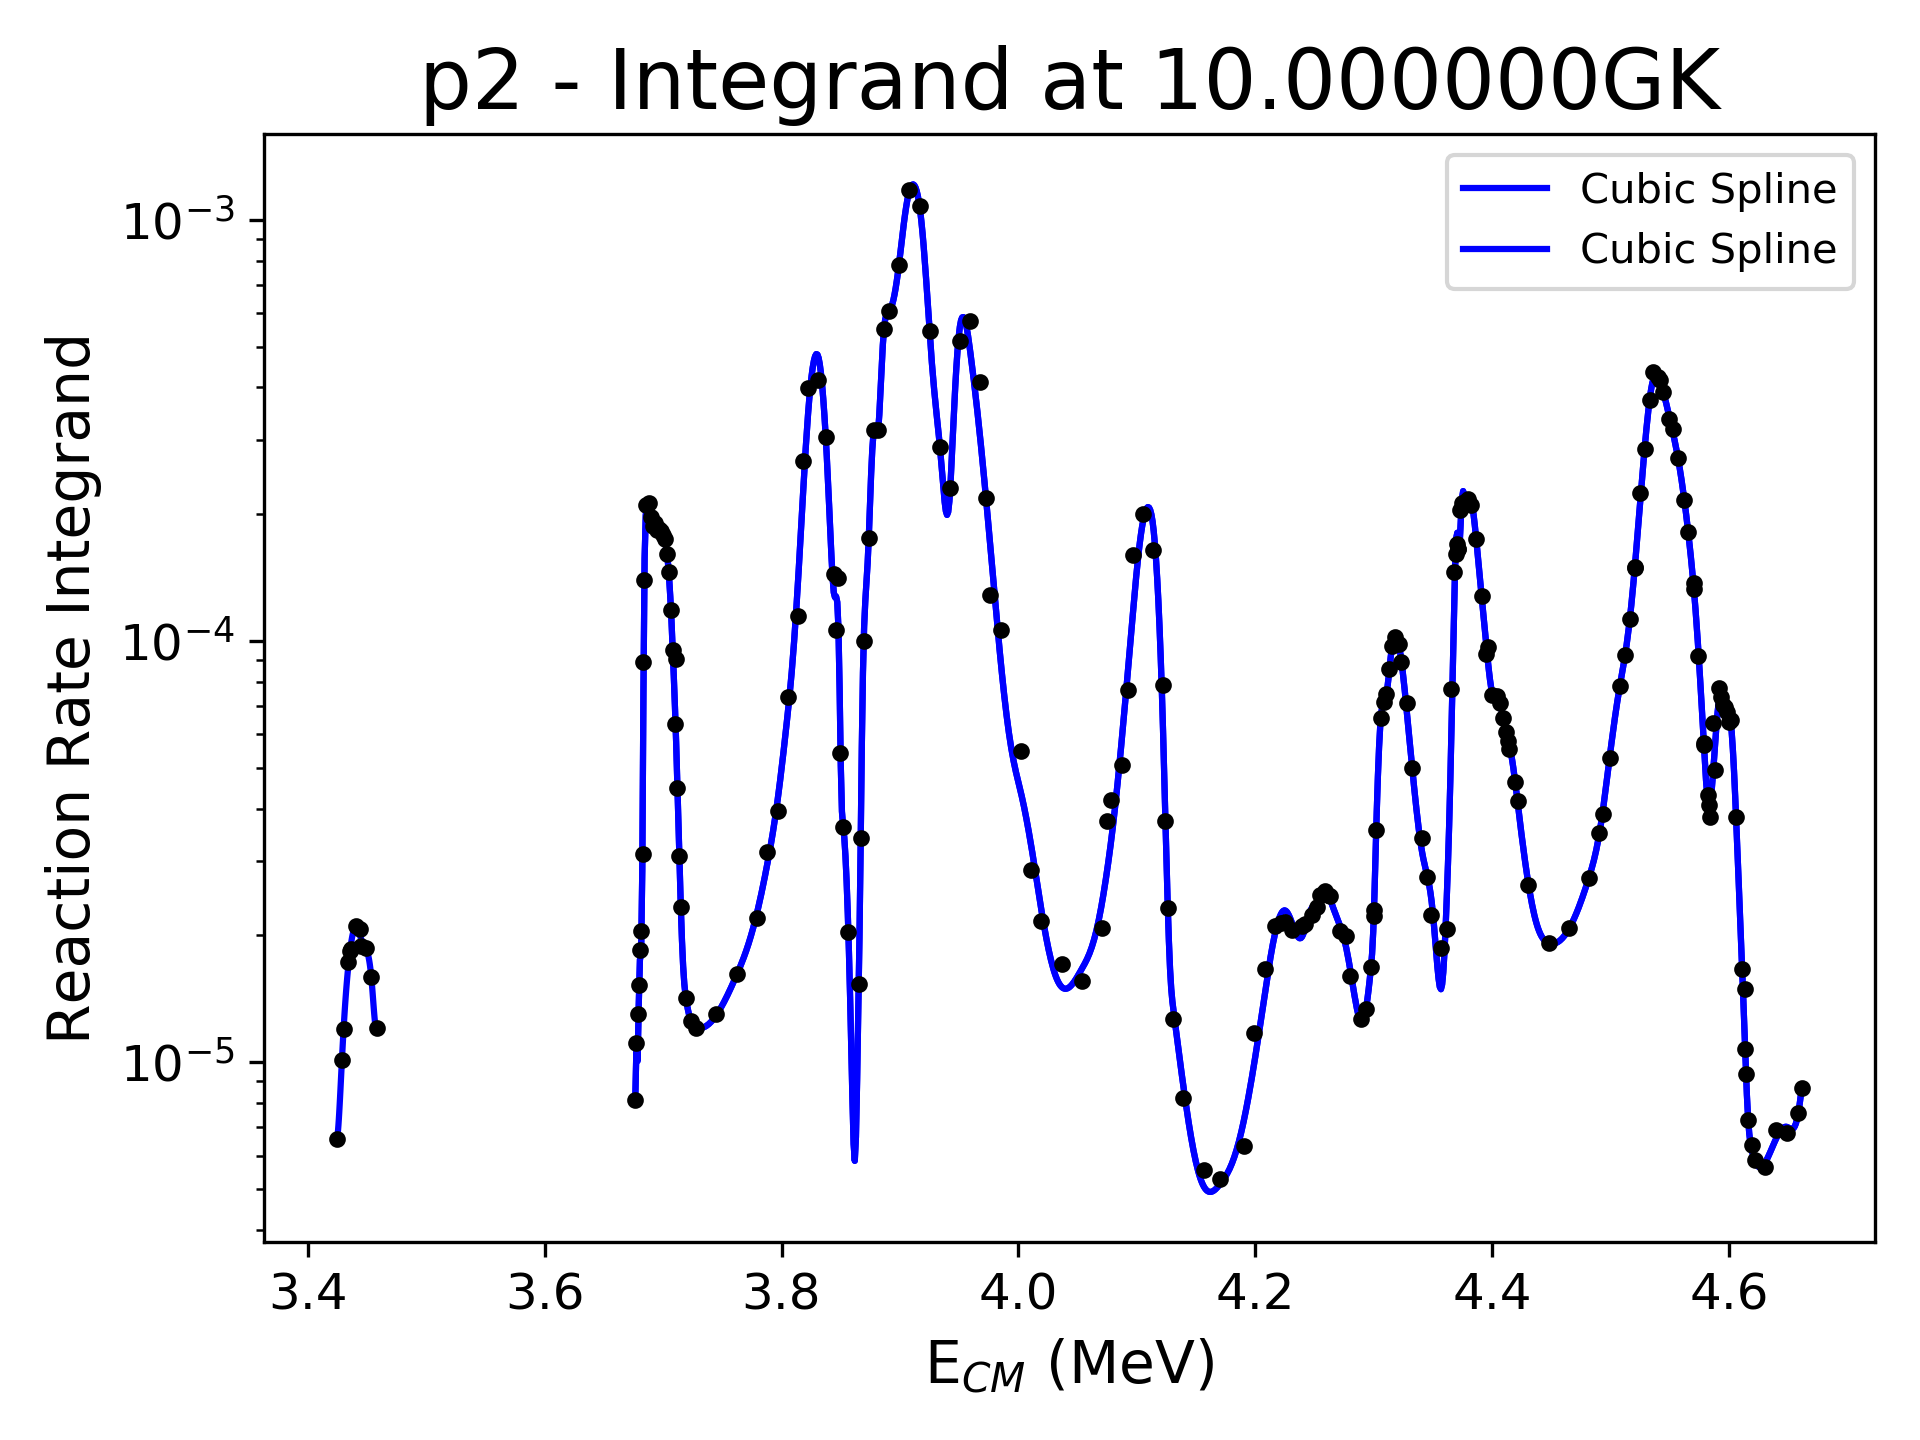 p2 - Integrand at 10.000000GK
Cubic Spline
Cubic Spline
Reaction Rate Integrand
10⁻³
10⁻⁴
10⁻⁵
3.4 3.6 3.8 4.0 4.2 4.4 4.6
E_CM (MeV)